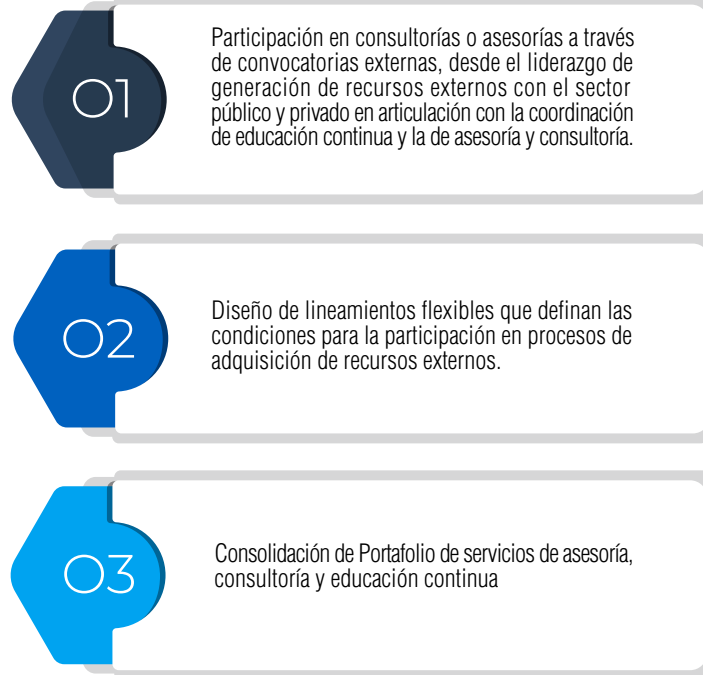 01
Participación en consultorías o asesorías a través
de convocatorias externas, desde el liderazgo de
generación de recursos externos con el sector
público y privado en articulación con la coordinación
de educación continua y la de asesoría y consultoría.
02
Diseño de lineamientos flexibles que definan las
condiciones para la participación en procesos de
adquisición de recursos externos.
03
Consolidación de Portafolio de servicios de asesoría,
consultoría y educación continua